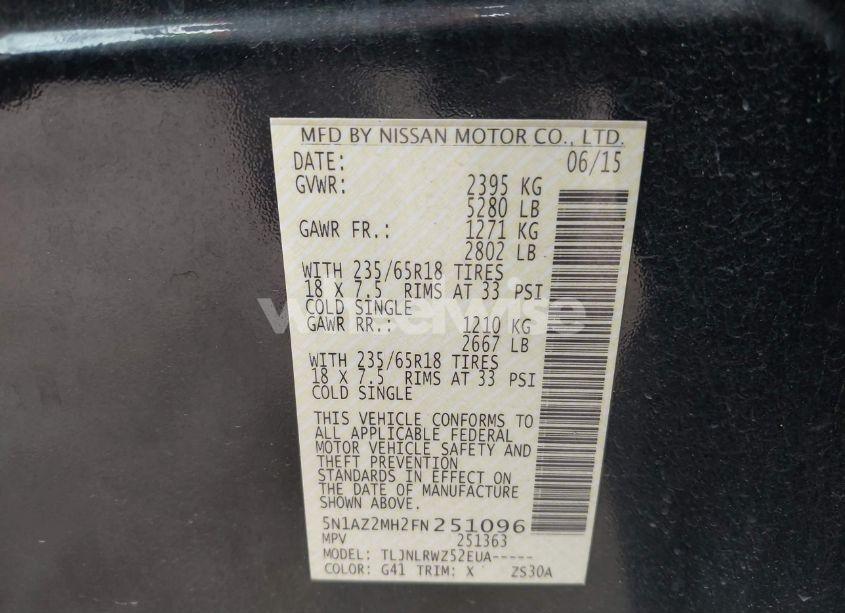 MFD BY NISSAN MOTOR CO., LTD.
DATE: 06/15
GVWR: 2395 KG
5280 LB
GAWR FR.: 1271 KG
2802 LB
WITH 235/65R18 TIRES
18 X 7.5 RIMS AT 33 PSI
COLD SINGLE
wheelwise
GAWR RR.: 1210 KG
2667 LB
WITH 235/65R18 TIRES
18 X 7.5 RIMS AT 33 PSI
COLD SINGLE
THIS VEHICLE CONFORMS TO
ALL APPLICABLE FEDERAL
MOTOR VEHICLE SAFETY AND
THEFT PREVENTION
STANDARDS IN EFFECT ON
THE DATE OF MANUFACTURE
SHOWN ABOVE.
5N1AZ2MH2FN251096
MPV 251363
MODEL: TLJNLRWZ52EUA-----
COLOR: G41 TRIM: X ZS30A